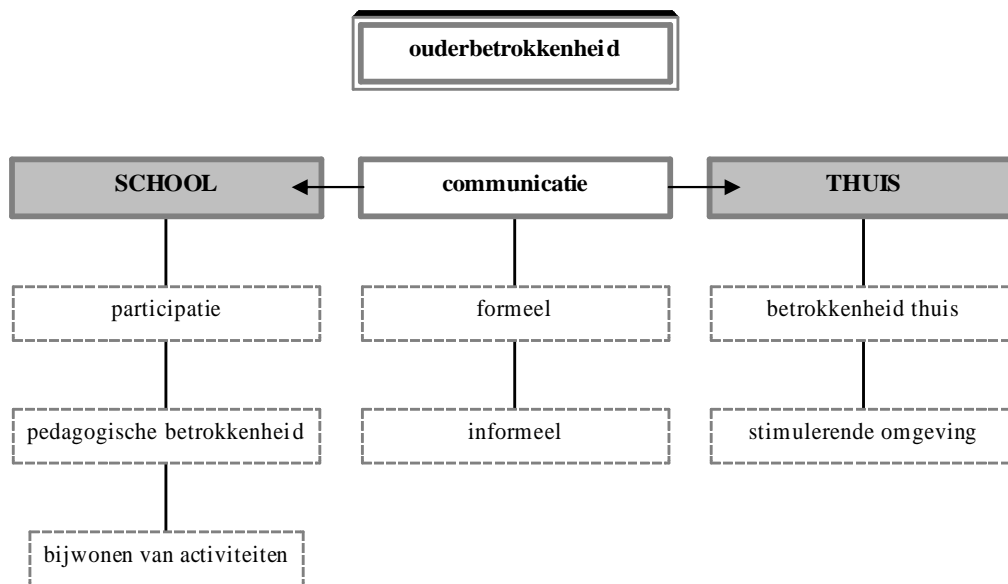 ouderbetrokkenheid
SCHOOL
communicatie
THUIS
participatie
formeel
betrokkenheid thuis
pedagogische betrokkenheid
informeel
stimulerende omgeving
bijwonen van activiteiten